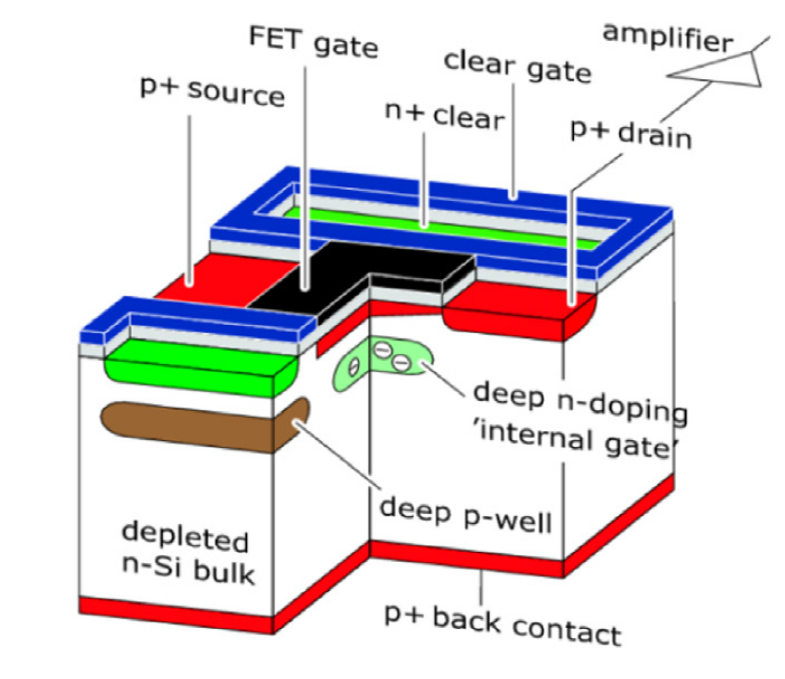 FET gate
amplifier
clear gate
p+ source
n+ clear
p+ drain
deep n-doping
'internal gate'
deep p-well
depleted
n-Si bulk
p+ back contact